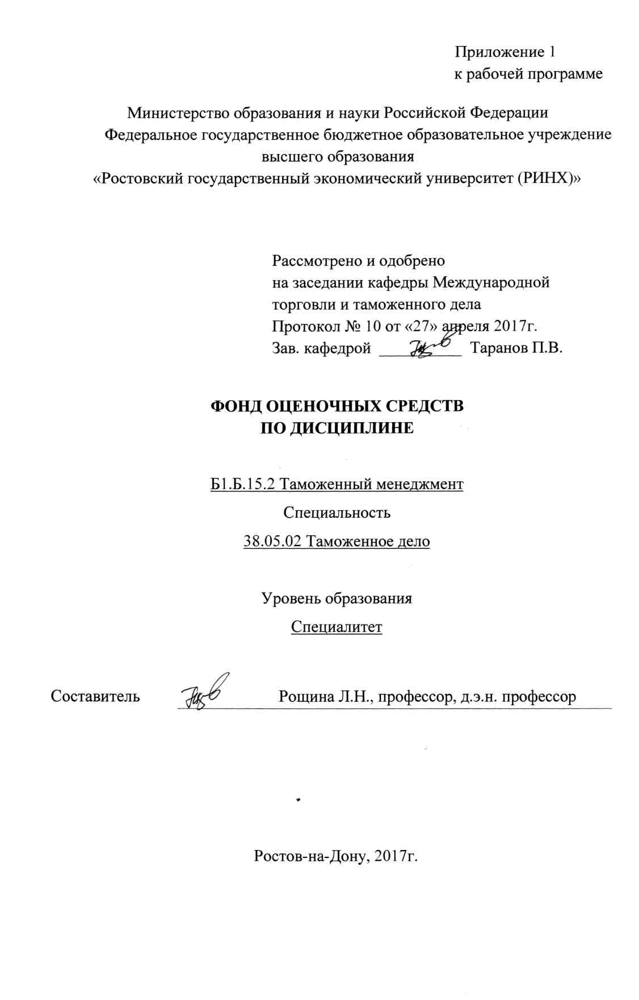 Приложение 1
к рабочей программе
Министерство образования и науки Российской Федерации
Федеральное государственное бюджетное образовательное учреждение
высшего образования
«Ростовский государственный экономический университет (РИНХ)»
Рассмотрено и одобрено
на заседании кафедры Международной
торговли и таможенного дела
Протокол № 10 от «27» апреля 2017г.
Зав. кафедрой Таранов П.В.
ФОНД ОЦЕНОЧНЫХ СРЕДСТВ
ПО ДИСЦИПЛИНЕ
Б1.Б.15.2 Таможенный менеджмент
Специальность
38.05.02 Таможенное дело
Уровень образования
Специалитет
Составитель Рощина Л.Н., профессор, д.э.н. профессор
Ростов-на-Дону, 2017г.